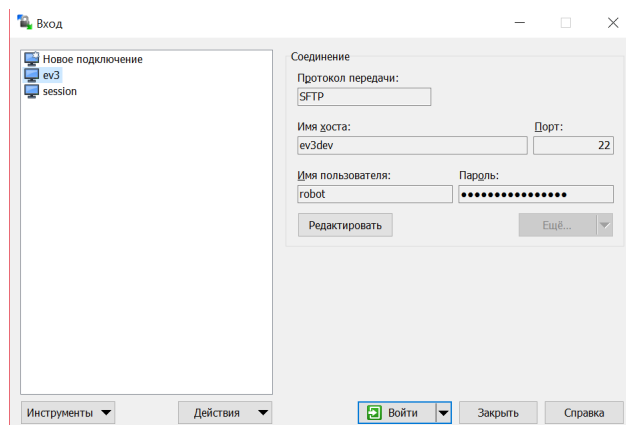 Вход
Новое подключение
ev3
session
Соединение
Протокол передачи:
SFTP
Имя хоста:
Порт:
ev3dev
22
Имя пользователя:
Пароль:
robot
••••••••••••••••
Редактировать
Ещё...
Инструменты
Действия
Войти
Закрыть
Справка